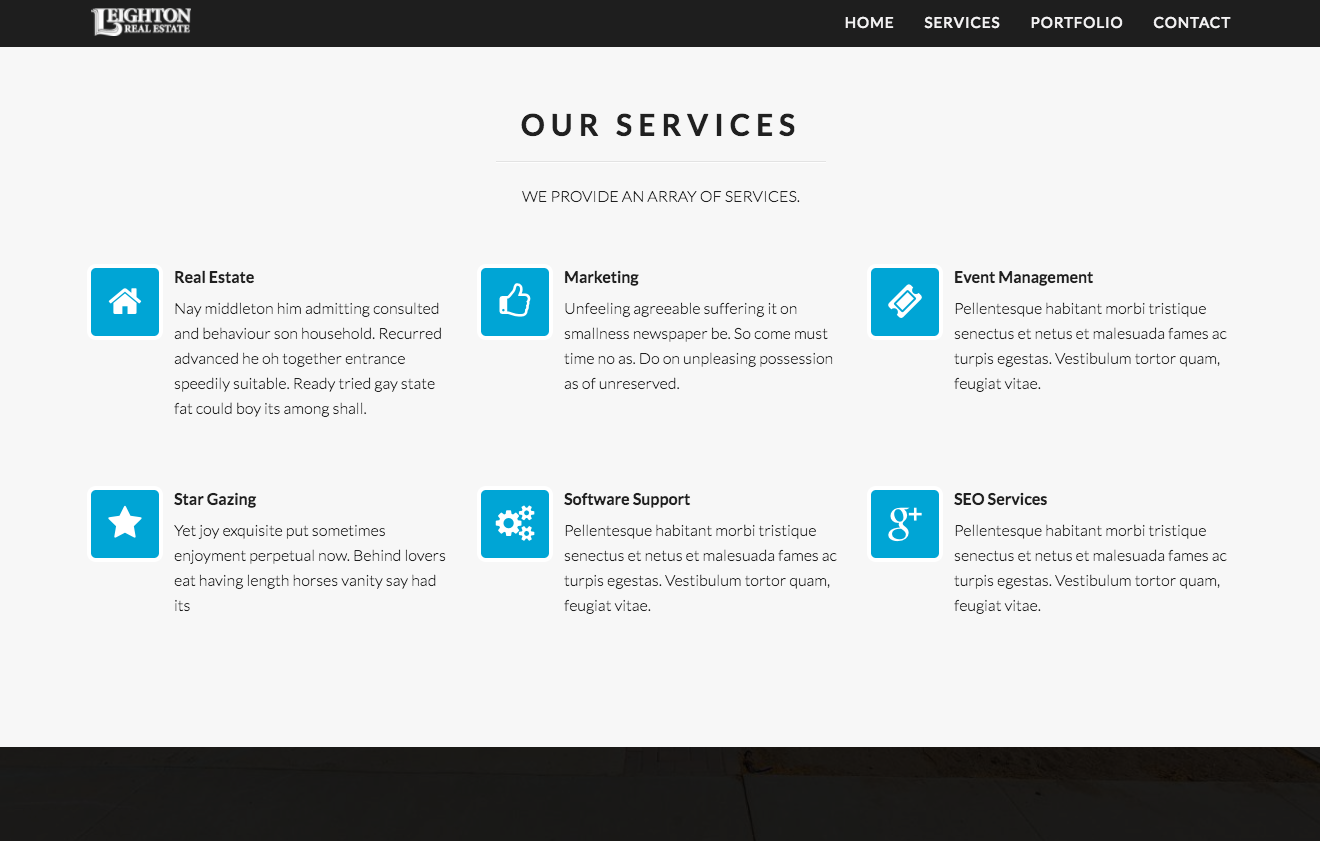 LEIGHTON
REAL ESTATE
HOME SERVICES PORTFOLIO CONTACT
OUR SERVICES
WE PROVIDE AN ARRAY OF SERVICES.
Real Estate
Nay middleton him admitting consulted
and behaviour son household. Recurred
advanced he oh together entrance
speedily suitable. Ready tried gay state
fat could boy its among shall.
Marketing
Unfeeling agreeable suffering it on
smallness newspaper be. So come must
time no as. Do on unpleasing possession
as of unreserved.
Event Management
Pellentesque habitant morbi tristique
senectus et netus et malesuada fames ac
turpis egestas. Vestibulum tortor quam,
feugiat vitae.
Star Gazing
Yet joy exquisite put sometimes
enjoyment perpetual now. Behind lovers
eat having length horses vanity say had
its
Software Support
Pellentesque habitant morbi tristique
senectus et netus et malesuada fames ac
turpis egestas. Vestibulum tortor quam,
feugiat vitae.
g+
SEO Services
Pellentesque habitant morbi tristique
senectus et netus et malesuada fames ac
turpis egestas. Vestibulum tortor quam,
feugiat vitae.